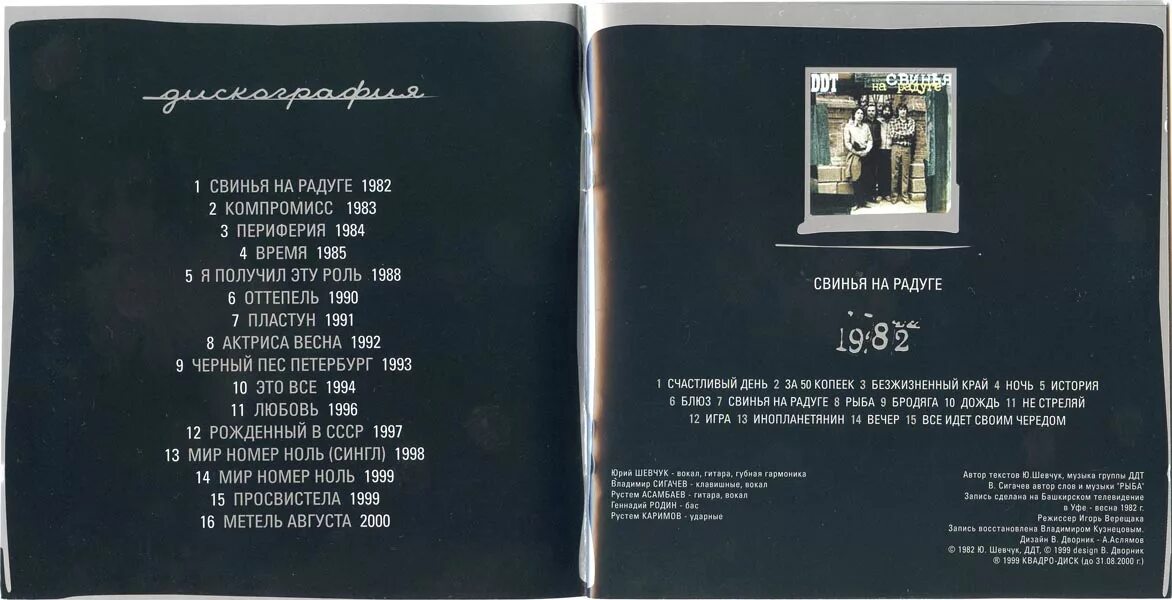 дискография
1 СВИНЬЯ НА РАДУГЕ 1982
2 КОМПРОМИСС 1983
3 ПЕРИФЕРИЯ 1984
4 ВРЕМЯ 1985
5 Я ПОЛУЧИЛ ЭТУ РОЛЬ 1988
6 ОТТЕПЕЛЬ 1990
7 ПЛАСТУН 1991
8 АКТРИСА ВЕСНА 1992
9 ЧЕРНЫЙ ПЕС ПЕТЕРБУРГ 1993
10 ЭТО ВСЕ 1994
11 ЛЮБОВЬ 1996
12 РОЖДЕННЫЙ В СССР 1997
13 МИР НОМЕР НОЛЬ (СИНГЛ) 1998
14 МИР НОМЕР НОЛЬ 1999
15 ПРОСВИСТЕЛА 1999
16 МЕТЕЛЬ АВГУСТА 2000
DDT СВИНЬЯ
на радуге
СВИНЬЯ НА РАДУГЕ
1982
1 СЧАСТЛИВЫЙ ДЕНЬ 2 ЗА 50 КОПЕЕК 3 БЕЗЖИЗНЕННЫЙ КРАЙ 4 НОЧЬ 5 ИСТОРИЯ
6 БЛЮЗ 7 СВИНЬЯ НА РАДУГЕ 8 РЫБА 9 БРОДЯГА 10 ДОЖДЬ 11 НЕ СТРЕЛЯЙ
12 ИГРА 13 ИНОПЛАНЕТЯНИН 14 ВЕЧЕР 15 ВСЕ ИДЕТ СВОИМ ЧЕРЕДОМ
Юрий ШЕВЧУК - вокал, гитара, губная гармоника
Владимир СИГАЧЕВ - клавишные, вокал
Рустем АСАМБАЕВ - гитара, вокал
Геннадий РОДИН - бас
Рустем КАРИМОВ - ударные
Автор текстов Ю.Шевчук, музыка группы ДДТ
В. Сигачев автор слов и музыки "РЫБА"
Запись сделана на Башкирском телевидение
в Уфе - весна 1982 г.
Режиссер Игорь Верещака
Запись восстановлена Владимиром Кузнецовым.
Дизайн В. Дворник - А.Аслямов
© 1982 Ю. Шевчук, ДДТ, © 1999 design В. Дворник
® 1999 КВАДРО-ДИСК (до 31.08.2000 г.)